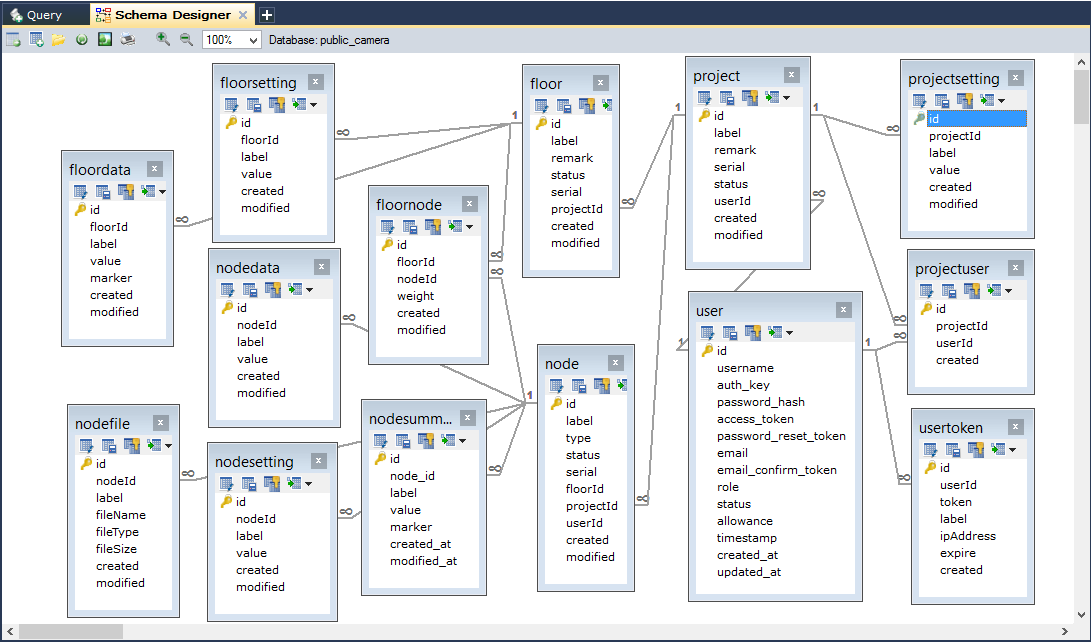 Query
Schema Designer
100%
Database: public_camera
floorsetting
id
floorId
label
value
created
modified
floor
id
label
remark
status
serial
projectId
created
modified
project
id
label
remark
serial
status
userId
created
modified
projectsetting
id
projectId
label
value
created
modified
floordata
id
floorId
label
value
marker
created
modified
floornode
id
floorId
nodeId
weight
created
modified
nodedata
id
nodeId
label
value
created
modified
projectuser
id
projectId
userId
created
user
id
username
auth_key
password_hash
access_token
password_reset_token
email
email_confirm_token
role
status
allowance
timestamp
created_at
updated_at
node
id
label
type
status
serial
floorId
projectId
userId
created
modified
nodefile
id
nodeId
label
fileName
fileType
fileSize
created
modified
nodesetting
id
nodeId
label
value
created
modified
nodesumm...
id
node_id
label
value
marker
created_at
modified_at
usertoken
id
userId
token
label
ipAddress
expire
created
1
1
1
1
1
1